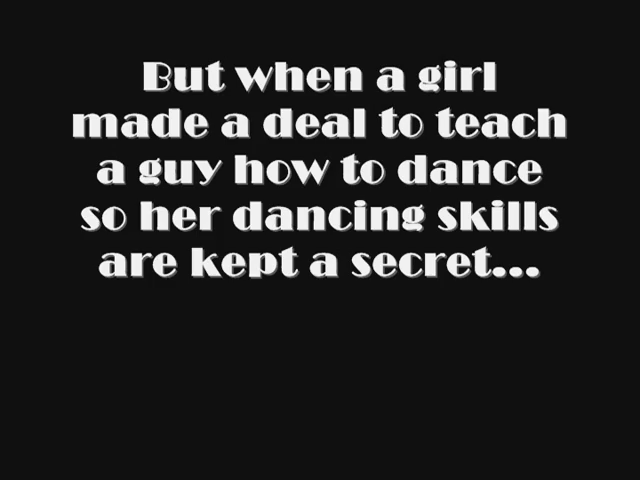 But when a girl
made a deal to teach
a guy how to dance
so her dancing skills
are kept a secret...